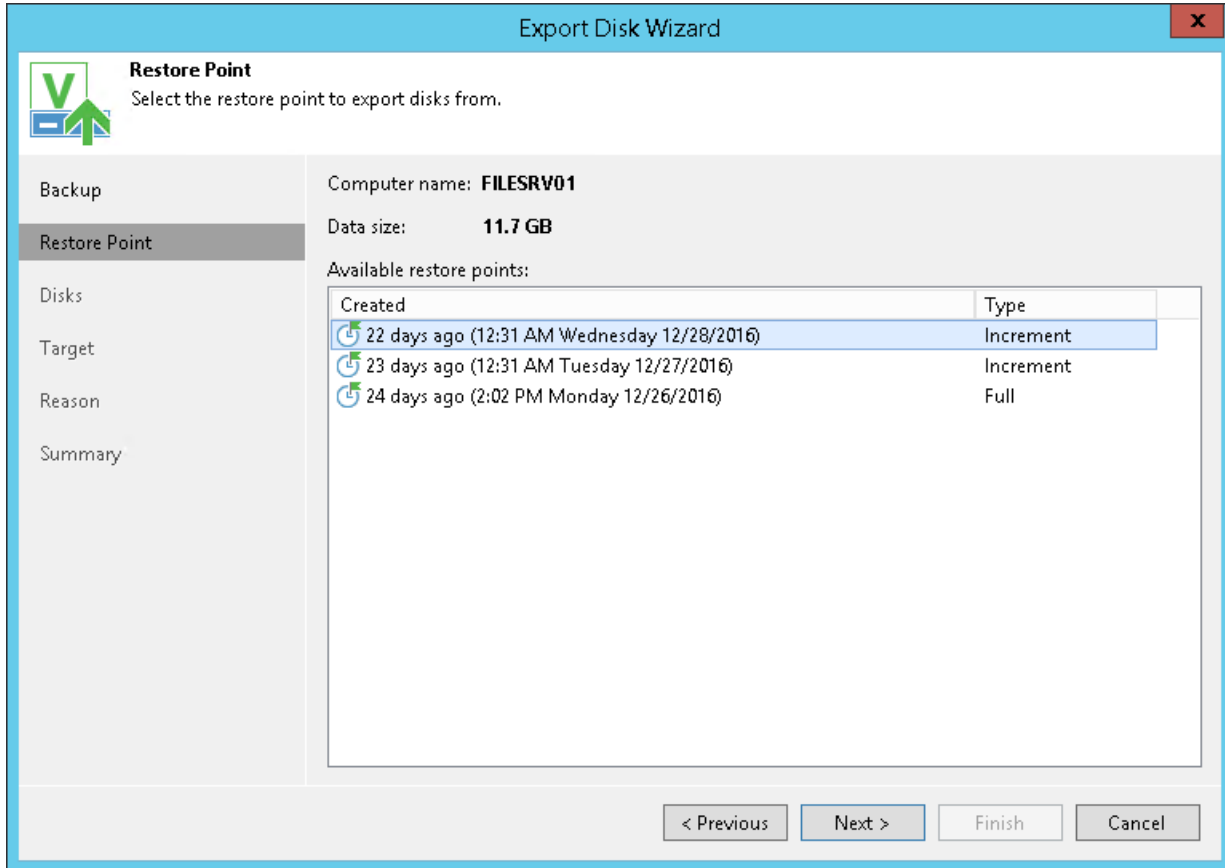 Export Disk Wizard
x
V
Restore Point
Select the restore point to export disks from.
Backup
Restore Point
Disks
Target
Reason
Summary
Computer name: FILESRV01
Data size: 11.7 GB
Available restore points:
Created Type
22 days ago (12:31 AM Wednesday 12/28/2016) Increment
23 days ago (12:31 AM Tuesday 12/27/2016) Increment
24 days ago (2:02 PM Monday 12/26/2016) Full
< Previous Next > Finish Cancel